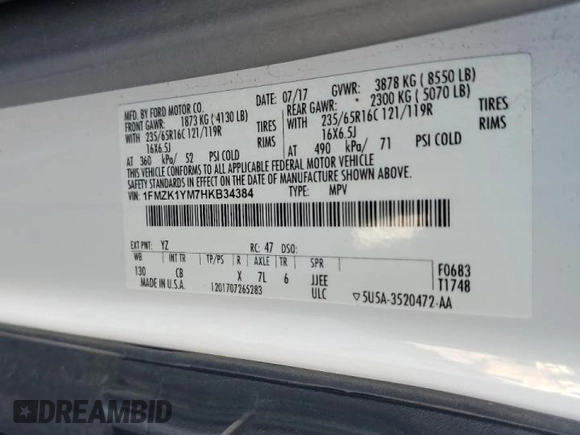 MFD. BY FORD MOTOR CO.
DATE: 07/17
GVWR: 3878 KG ( 8550 LB)
FRONT GAWR: 1873 KG ( 4130 LB)
REAR GAWR: 2300 KG ( 5070 LB)
WITH 235/65R16C 121/119R TIRES
WITH 235/65R16C 121/119R TIRES
16X6.5J RIMS
16X6.5J RIMS
AT 360 kPa/ 52 PSI COLD
AT 490 kPa/ 71 PSI COLD
THIS VEHICLE CONFORMS TO ALL APPLICABLE FEDERAL MOTOR VEHICLE
SAFETY STANDARDS IN EFFECT ON THE DATE OF MANUFACTURE SHOWN ABOVE.
VIN: 1FMZK1YM7HKB34384
TYPE: MPV
EXT PNT: YZ RC: 47 DSO:
WB INT TR TP/PS R AXLE TR SPR
130 CB X 7L 6 JJEE
F0683
T1748
MADE IN U.S.A. 1201707265283 ULC
▽5U5A-3520472-AA
DREAMBID